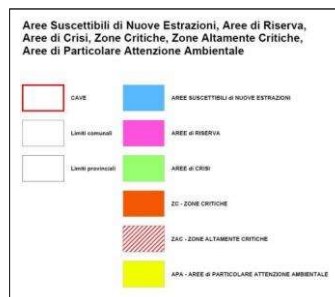 Aree Suscettibili di Nuove Estrazioni, Aree di Riserva,
Aree di Crisi, Zone Critiche, Zone Altamente Critiche,
Aree di Particolare Attenzione Ambientale
CAVE
AREE SUSCETTIBILI di NUOVE ESTRAZIONI
Limiti comunali
AREE di RISERVA
Limiti provinciali
AREE di CRISI
ZC - ZONE CRITICHE
ZAC - ZONE ALTAMENTE CRITICHE
APA - AREE di PARTICOLARE ATTENZIONE AMBIENTALE